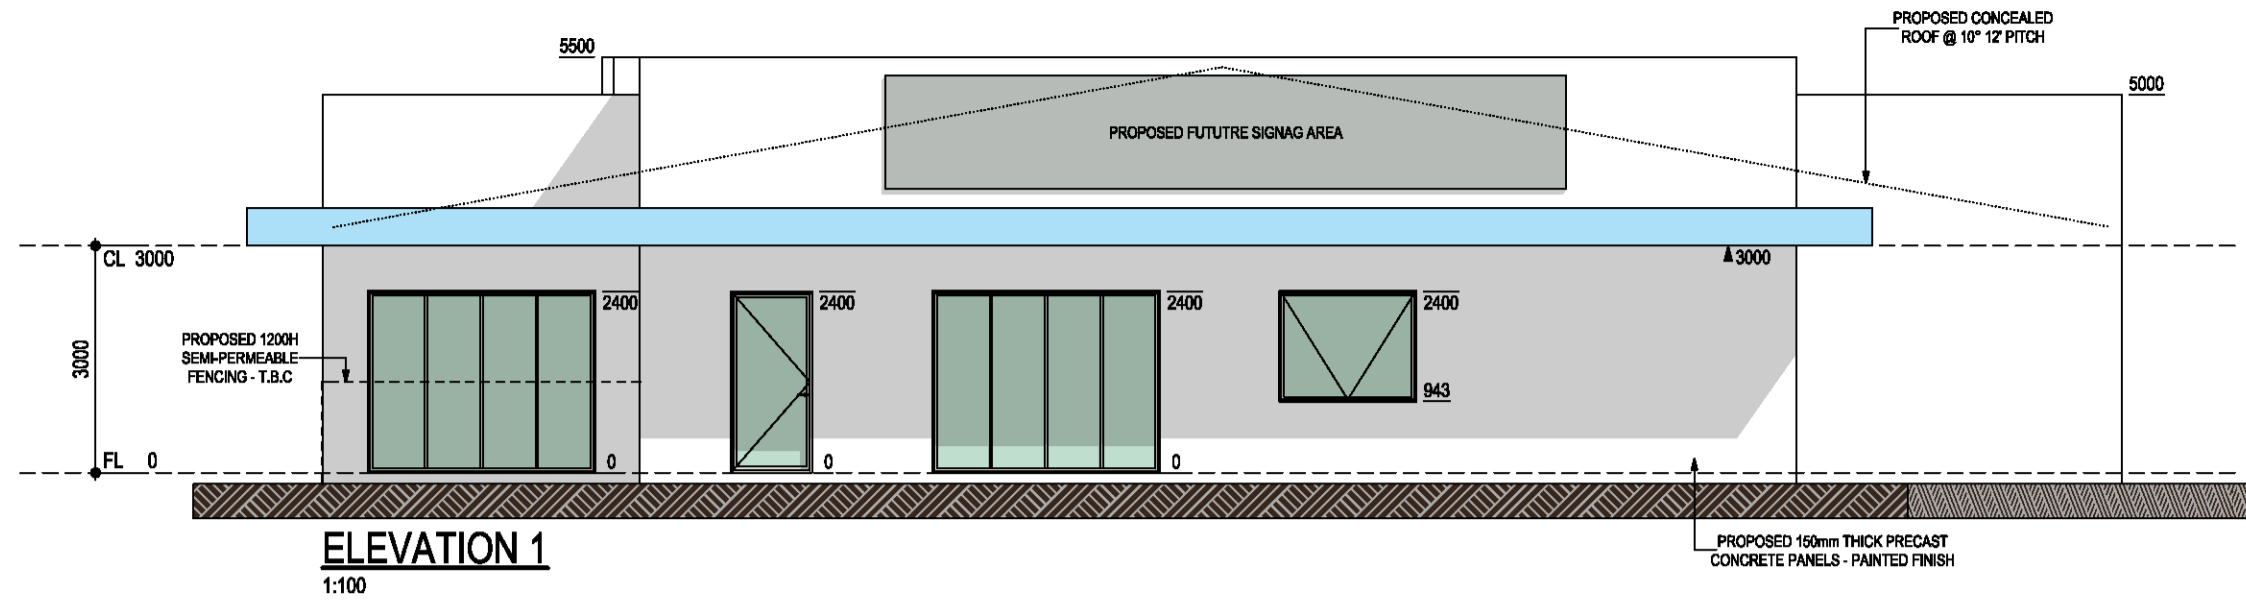 PROPOSED CONCEALED
ROOF @ 10° 12' PITCH
5500
5000
PROPOSED FUTUTRE SIGNAG AREA
CL 3000
3000
2400
2400
2400
2400
PROPOSED 1200H
SEMI-PERMEABLE
FENCING - T.B.C
3000
943
FL 0
0
0
0
ELEVATION 1
1:100
PROPOSED 150mm THICK PRECAST
CONCRETE PANELS - PAINTED FINISH